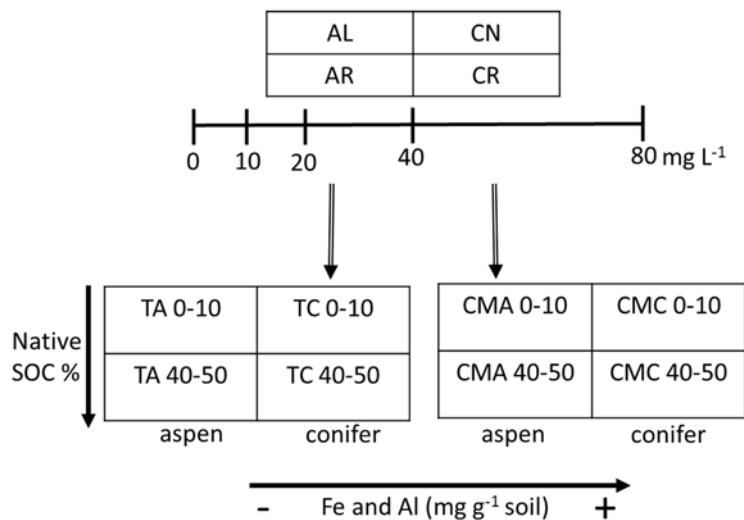 AL CN
AR CR
0 10 20 40 80 mg L⁻¹
TA 0-10 TC 0-10 CMA 0-10 CMC 0-10
Native
SOC %
TA 40-50 TC 40-50 CMA 40-50 CMC 40-50
aspen conifer aspen conifer
- Fe and Al (mg g⁻¹ soil) +